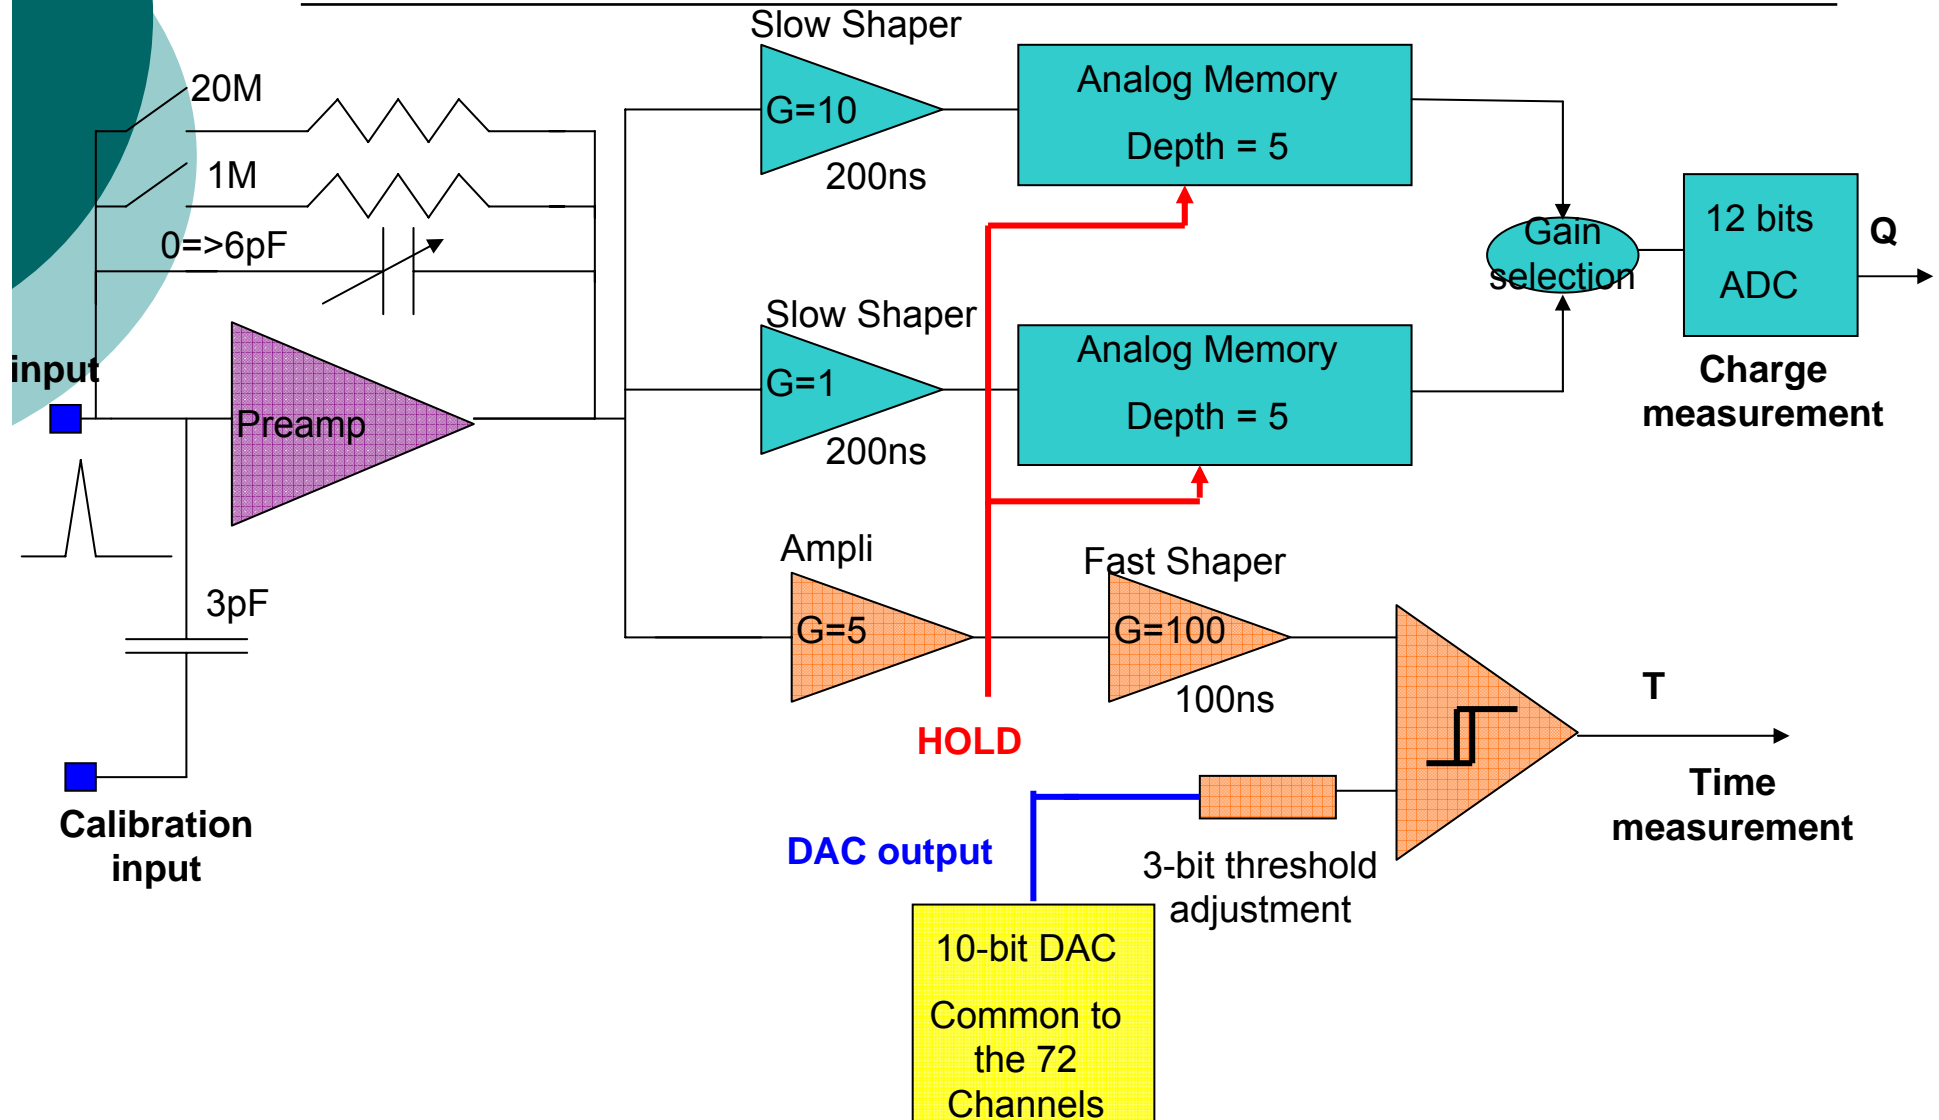 Slow Shaper
20M
G=10
Analog Memory
Depth = 5
200ns
1M
0=>6pF
Gain
selection
12 bits
ADC
Q
Slow Shaper
G=1
Analog Memory
Depth = 5
200ns
Charge
measurement
input
Preamp
Ampli
Fast Shaper
3pF
G=5
G=100
100ns
T
HOLD
Time
measurement
Calibration
input
DAC output
3-bit threshold
adjustment
10-bit DAC
Common to
the 72
Channels